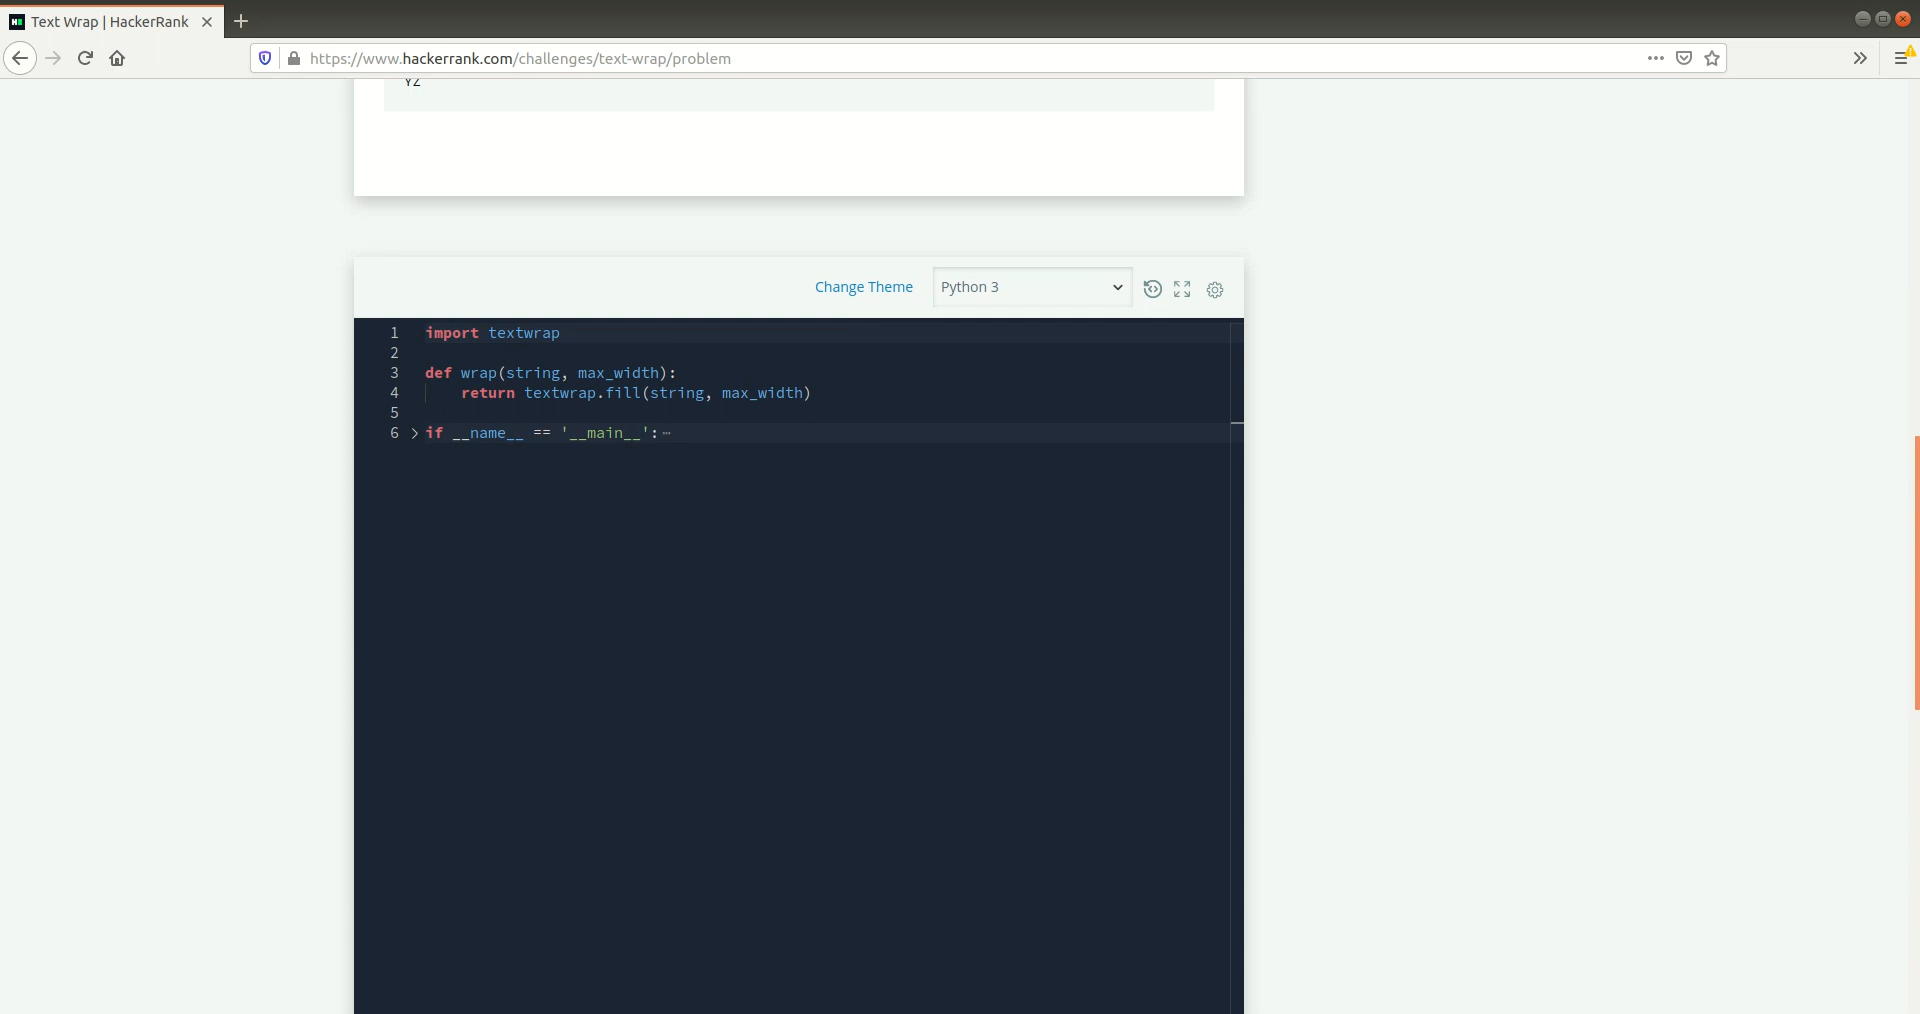 Text Wrap | HackerRank
https://www.hackerrank.com/challenges/text-wrap/problem
YZ
Change Theme
Python 3
1 import textwrap
2
3 def wrap(string, max_width):
4 return textwrap.fill(string, max_width)
5
6 if __name__ == '__main__':